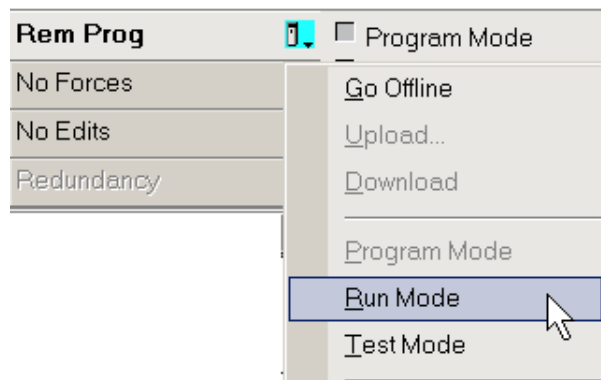 Rem Prog
Program Mode
No Forces
No Edits
Redundancy
Go Offline
Upload...
Download
Program Mode
Run Mode
Test Mode